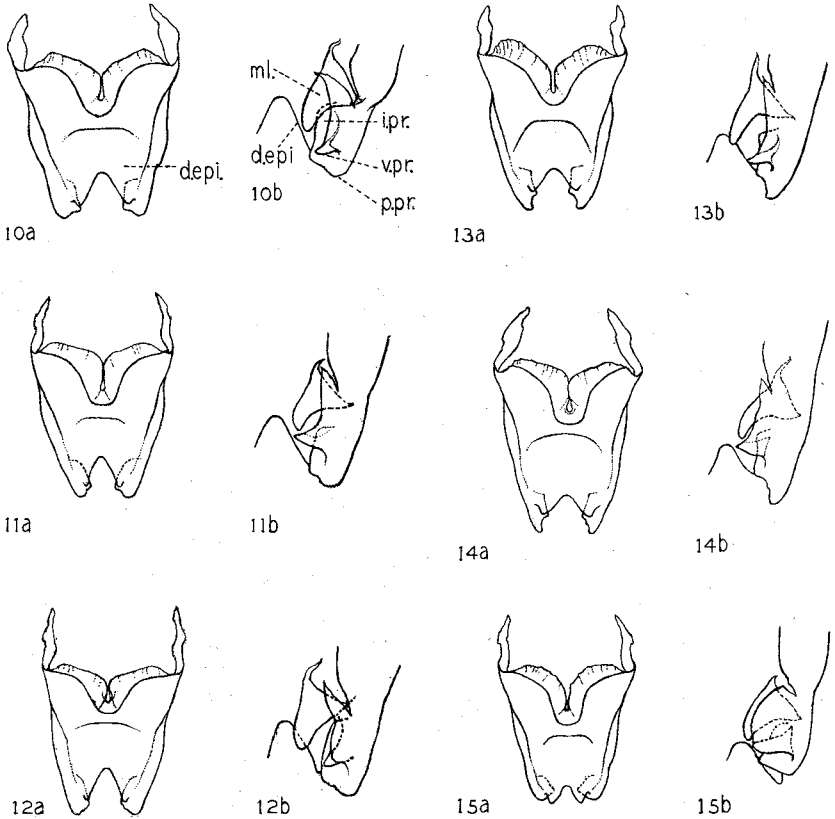 ml.
i.pr.
d.epi
v.pr.
p.pr.
d.epi.
10a
10b
13a
13b
11a
11b
14a
14b
12a
12b
15a
15b